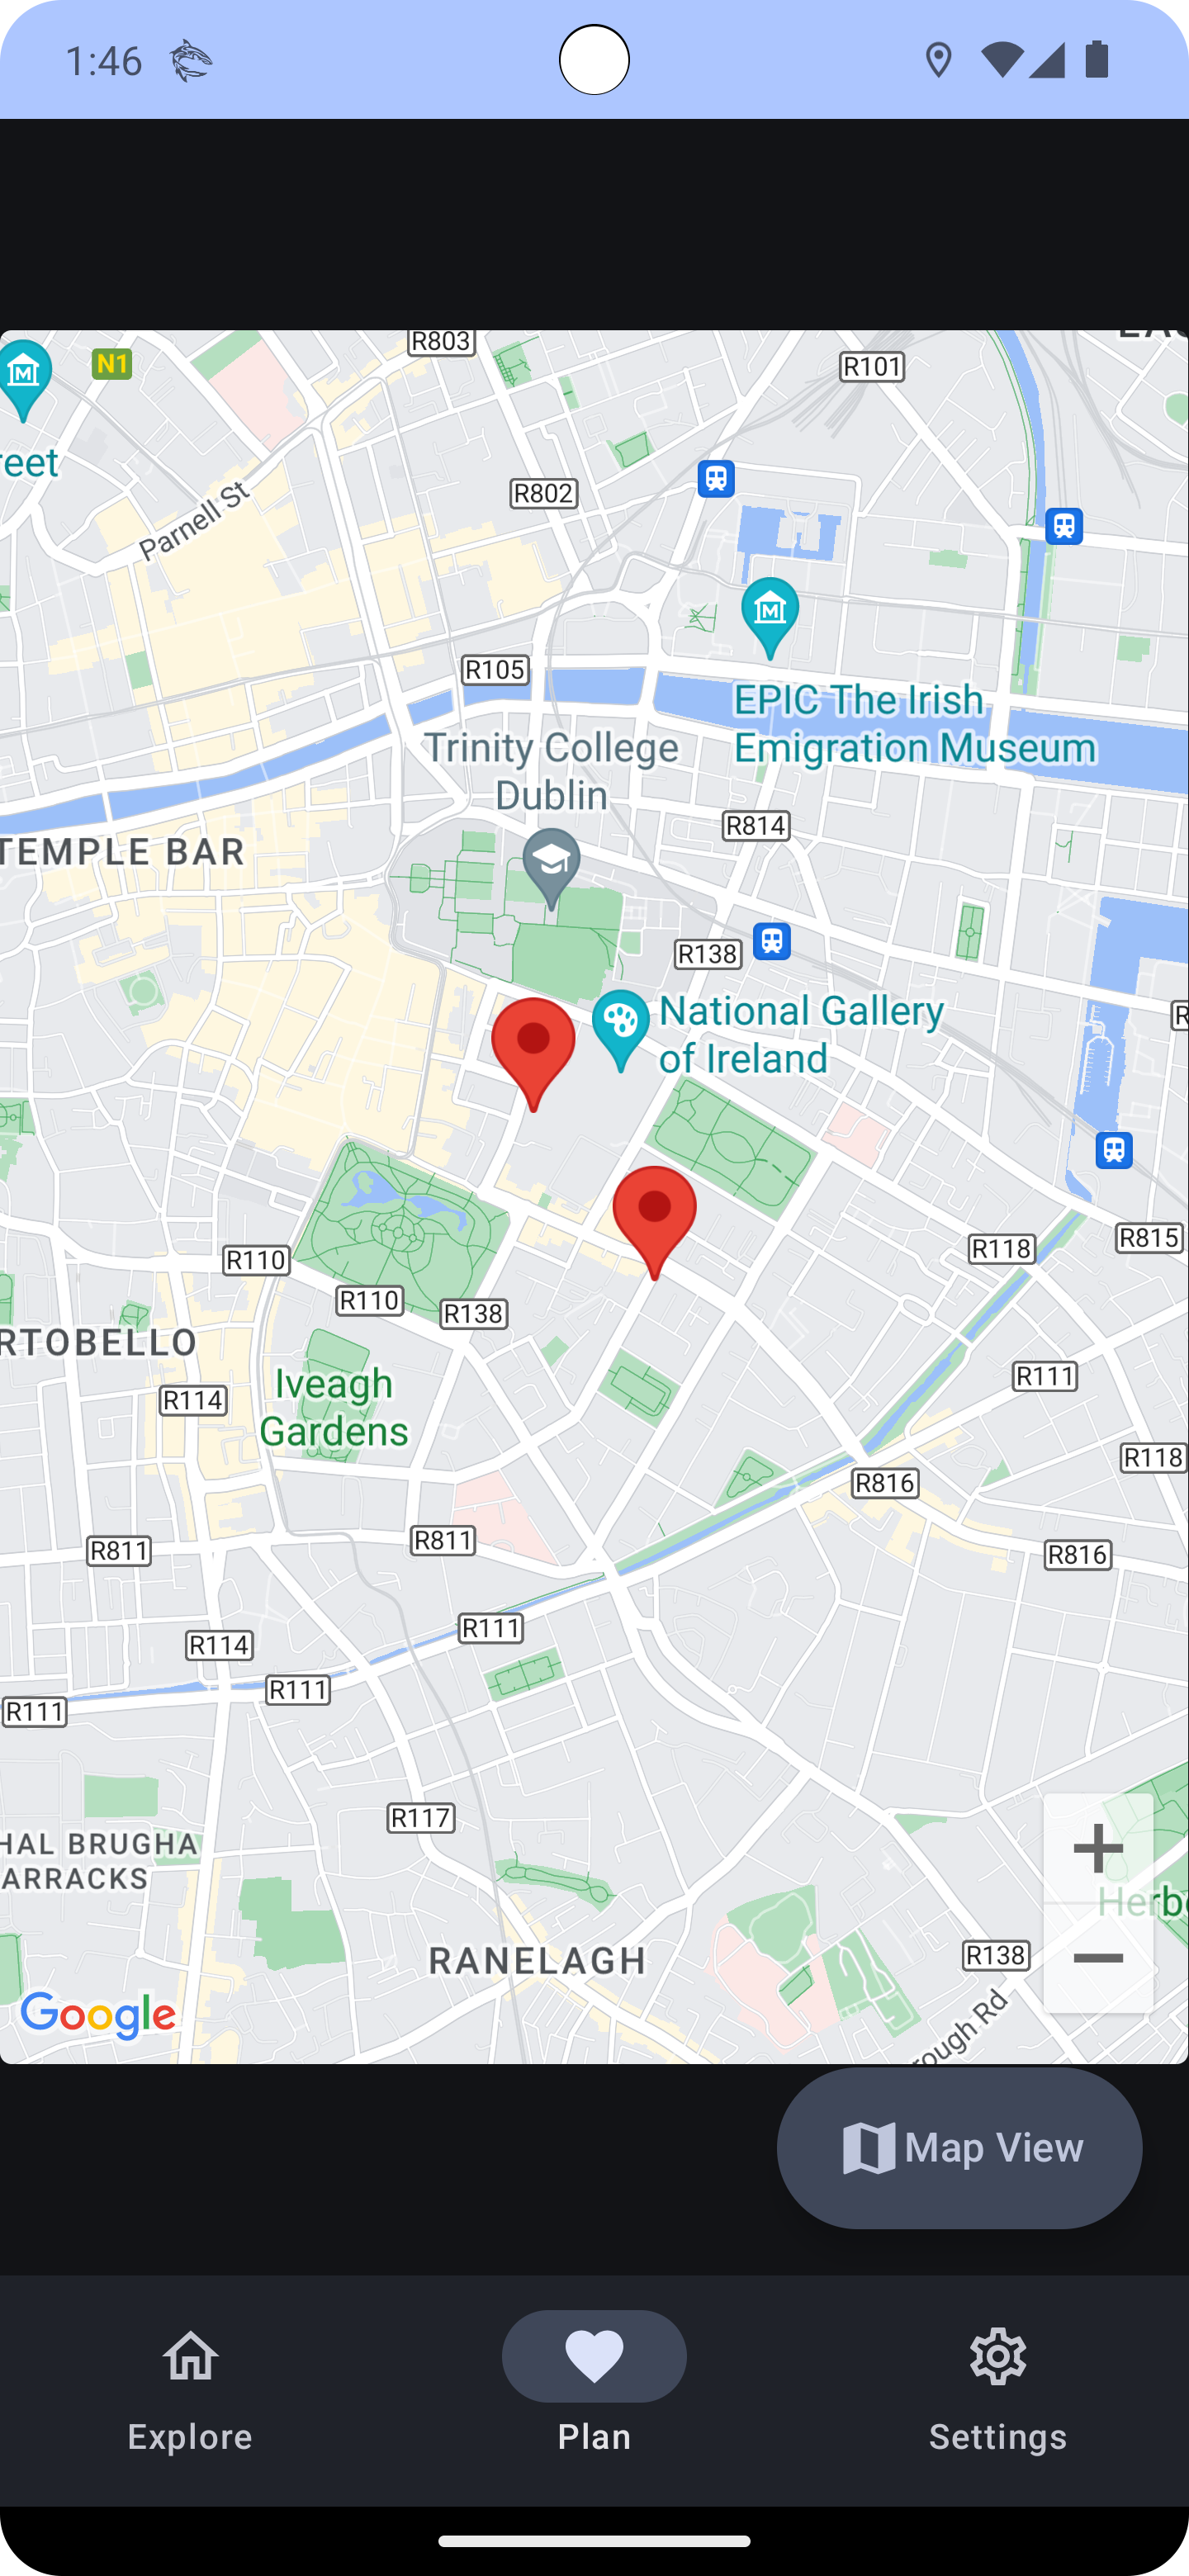 1:46
N1
R803
R101
reet
Parnell St
R802
R105
EPIC The Irish
Emigration Museum
Trinity College
Dublin
R814
TEMPLE BAR
R138
National Gallery
of Ireland
R110
R118
R815
R110
R138
RTOBELLO
Iveagh
Gardens
R114
R111
R118
R816
R811
R811
R816
R111
R114
R111
R111
R117
HAL BRUGHA
ARRACKS
Herb
RANELAGH
R138
rough Rd
Google
Map View
Explore
Plan
Settings